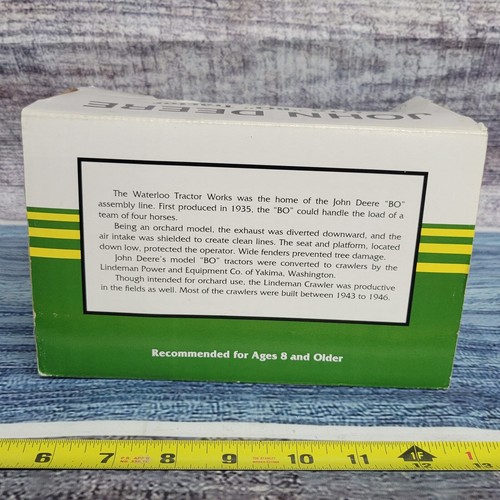 JOHN DEERE
The Waterloo Tractor Works was the home of the John Deere "BO"
assembly line. First produced in 1935, the "BO" could handle the load of a
team of four horses.
Being an orchard model, the exhaust was diverted downward, and the
air intake was shielded to create clean lines. The seat and platform, located
down low, protected the operator. Wide fenders prevented tree damage.
John Deere's model "BO" tractors were converted to crawlers by the
Lindeman Power and Equipment Co. of Yakima, Washington.
Though intended for orchard use, the Lindeman Crawler was productive
in the fields as well. Most of the crawlers were built between 1943 to 1946.
Recommended for Ages 8 and Older
6 7 8 9 10 11 1
12 13